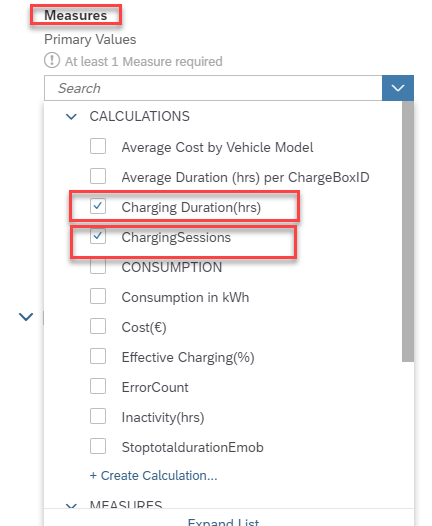 Measures
Primary Values
At least 1 Measure required
Search
CALCULATIONS
Average Cost by Vehicle Model
Average Duration (hrs) per ChargeBoxID
Charging Duration(hrs)
ChargingSessions
CONSUMPTION
Consumption in kWh
Cost(€)
Effective Charging(%)
ErrorCount
Inactivity(hrs)
StoptotaldurationEmob
+ Create Calculation...
MEASURES
Expand List